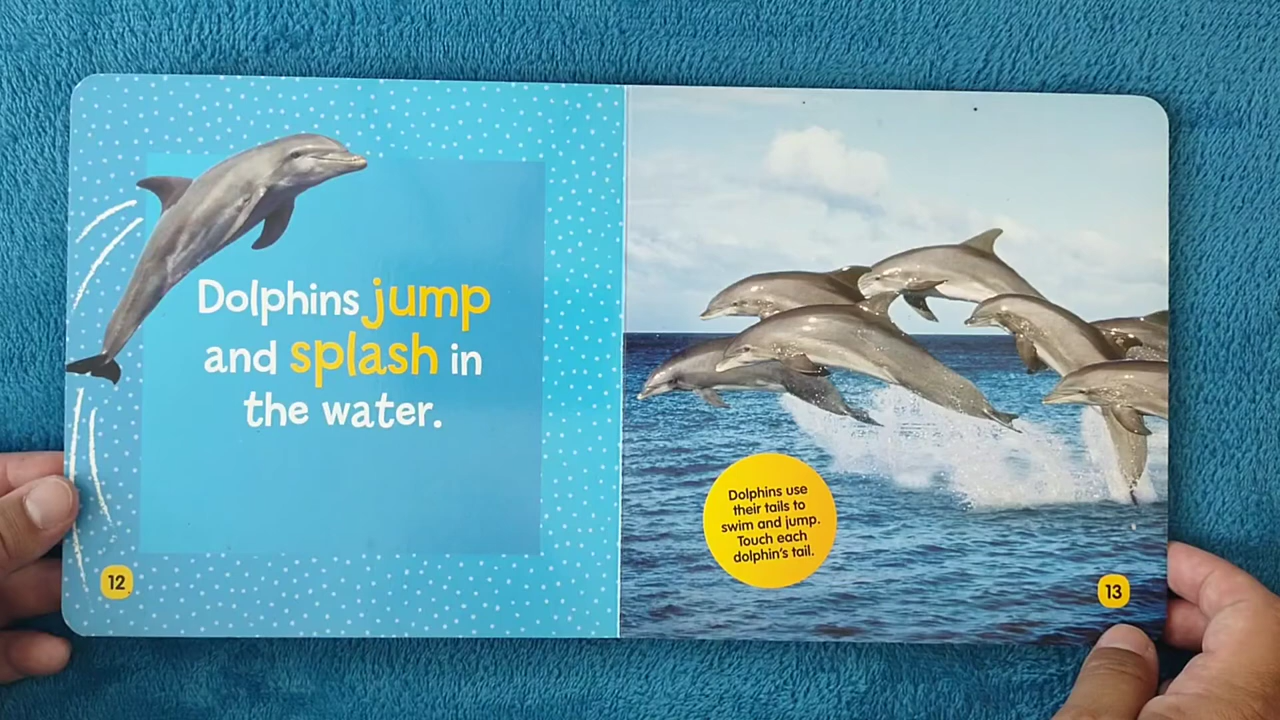 Dolphins jump
and splash in
the water.
12
Dolphins use
their tails to
swim and jump.
Touch each
dolphin's tail.
13